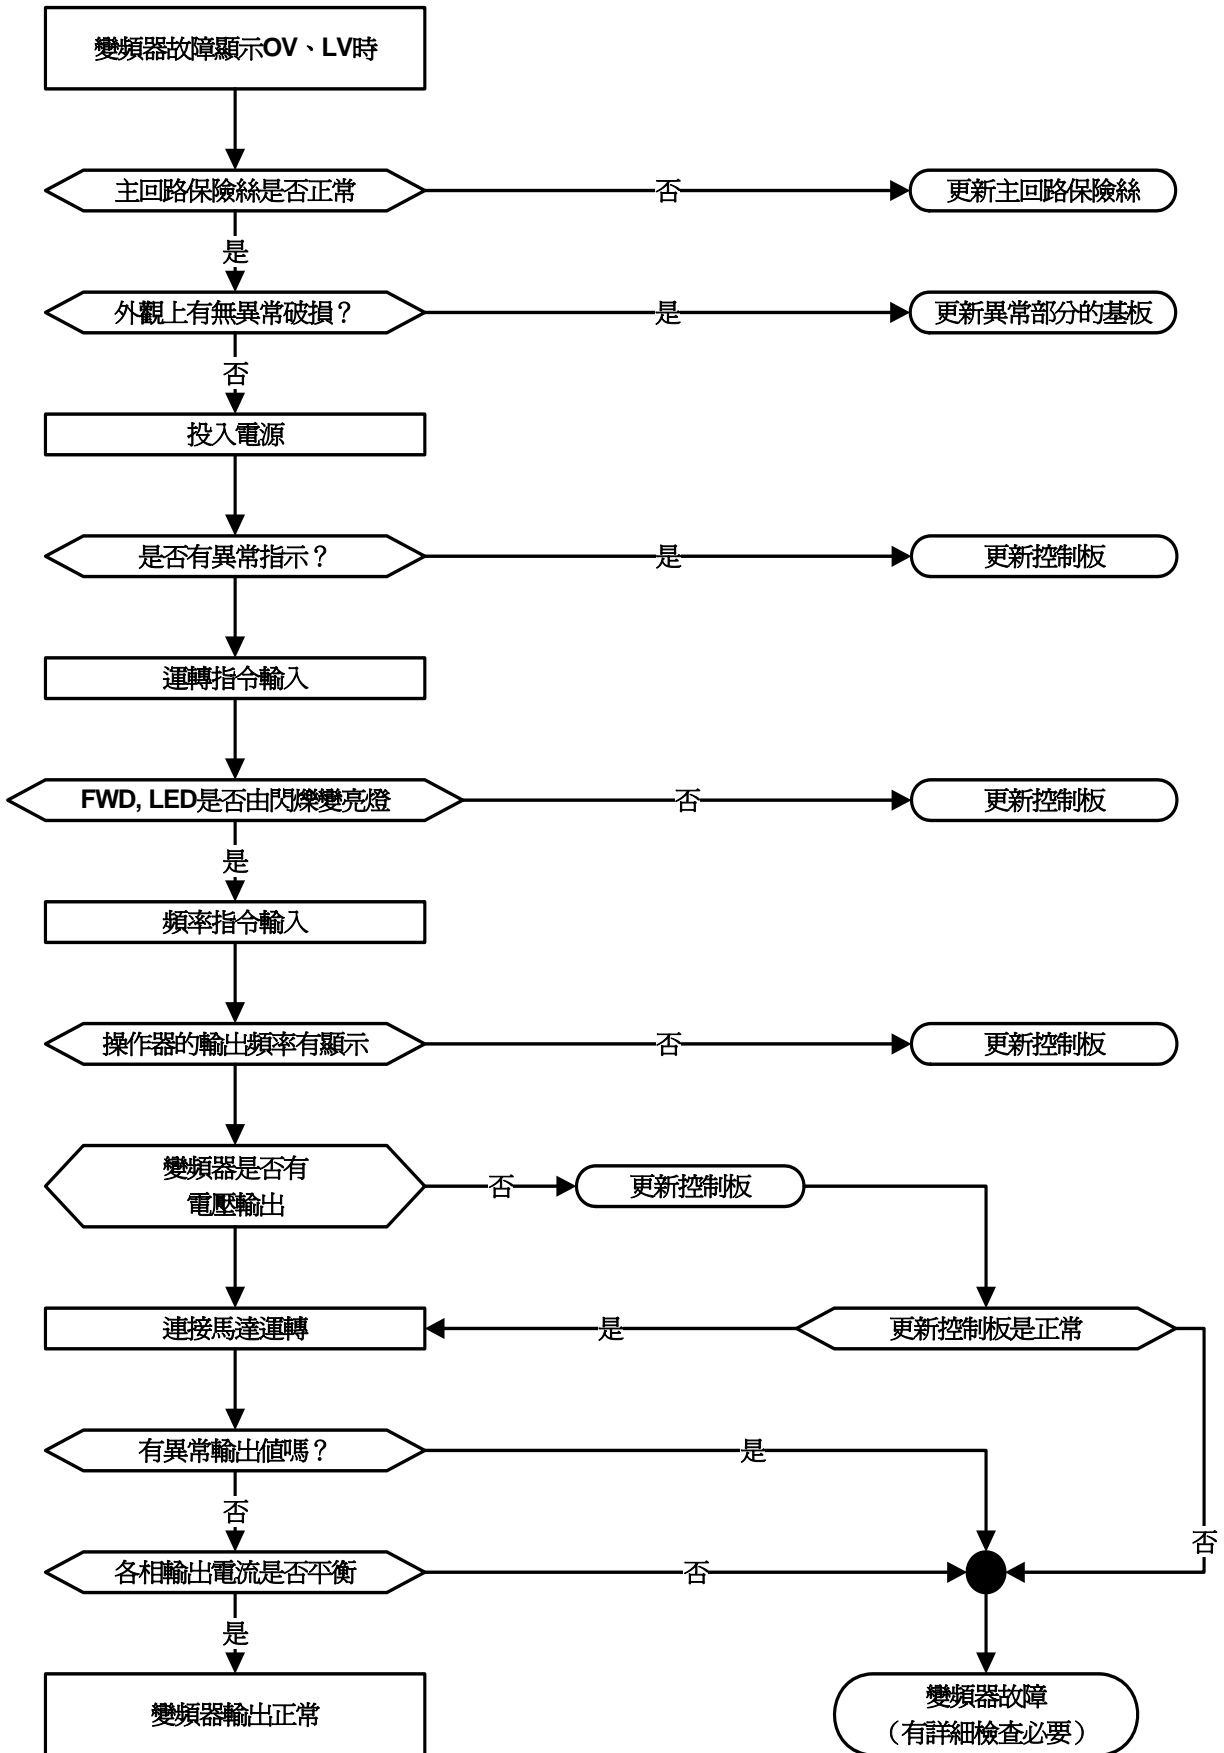 變頻器故障顯示OV、LV時
主回路保險絲是否正常
否
更新主回路保險絲
是
外觀上有無異常破損？
是
更新異常部分的基板
否
投入電源
是否有異常指示？
是
更新控制板
運轉指令輸入
FWD, LED是否由閃爍變亮燈
否
更新控制板
是
頻率指令輸入
操作器的輸出頻率有顯示
否
更新控制板
變頻器是否有
電壓輸出
否
更新控制板
連接馬達運轉
是
更新控制板是正常
有異常輸出值嗎？
是
否
否
各相輸出電流是否平衡
否
是
變頻器輸出正常
變頻器故障
（有詳細檢查必要）